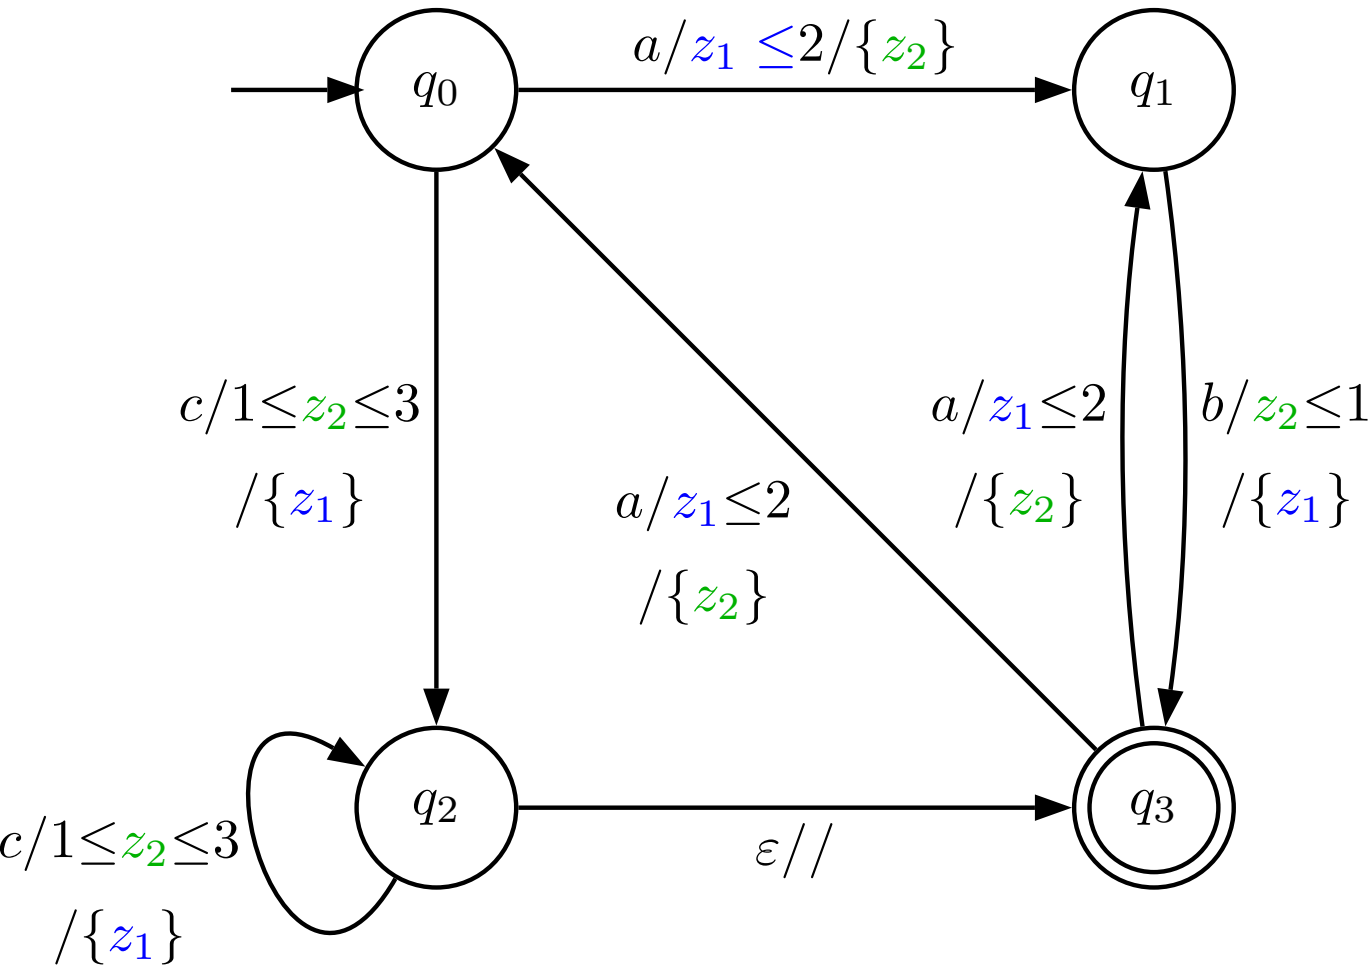 a/z₁ ≤2/{z₂}
q₀
q₁
c/1≤z₂≤3
/{z₁}
a/z₁≤2
/{z₂}
a/z₁≤2
/{z₂}
b/z₂≤1
/{z₁}
q₂
q₃
c/1≤z₂≤3
/{z₁}
ε//